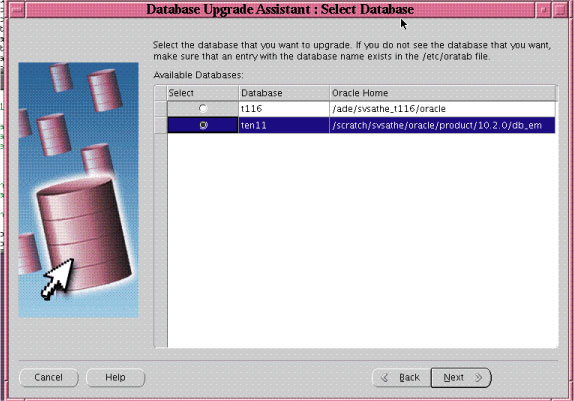 Database Upgrade Assistant : Select Database
Select the database that you want to upgrade. If you do not see the database that you want,
make sure that an entry with the database name exists in the /etc/oratab file.
Available Databases:
Select Database Oracle Home
t116 /ade/svsathe_t116/oracle
ten11 /scratch/svsathe/oracle/product/10.2.0/db_em
Cancel Help Back Next